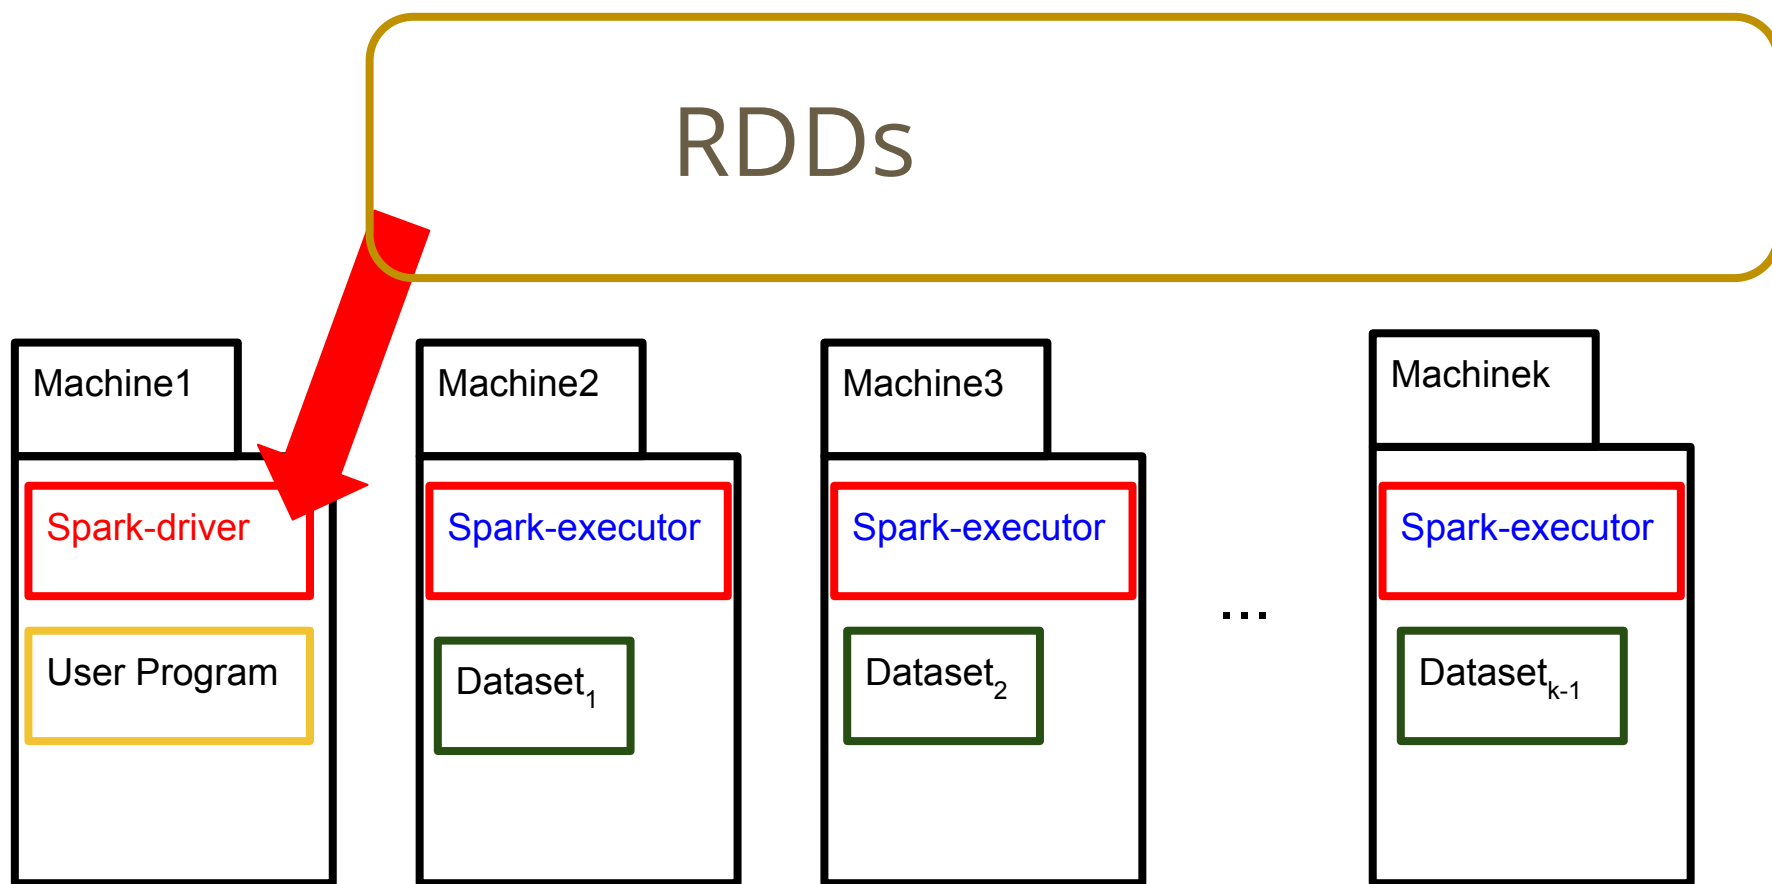 RDDs
Machine1
Machine2
Machine3
Machinek
Spark-driver
Spark-executor
Spark-executor
Spark-executor
...
User Program
Dataset₁
Dataset₂
Datasetₖ₋₁